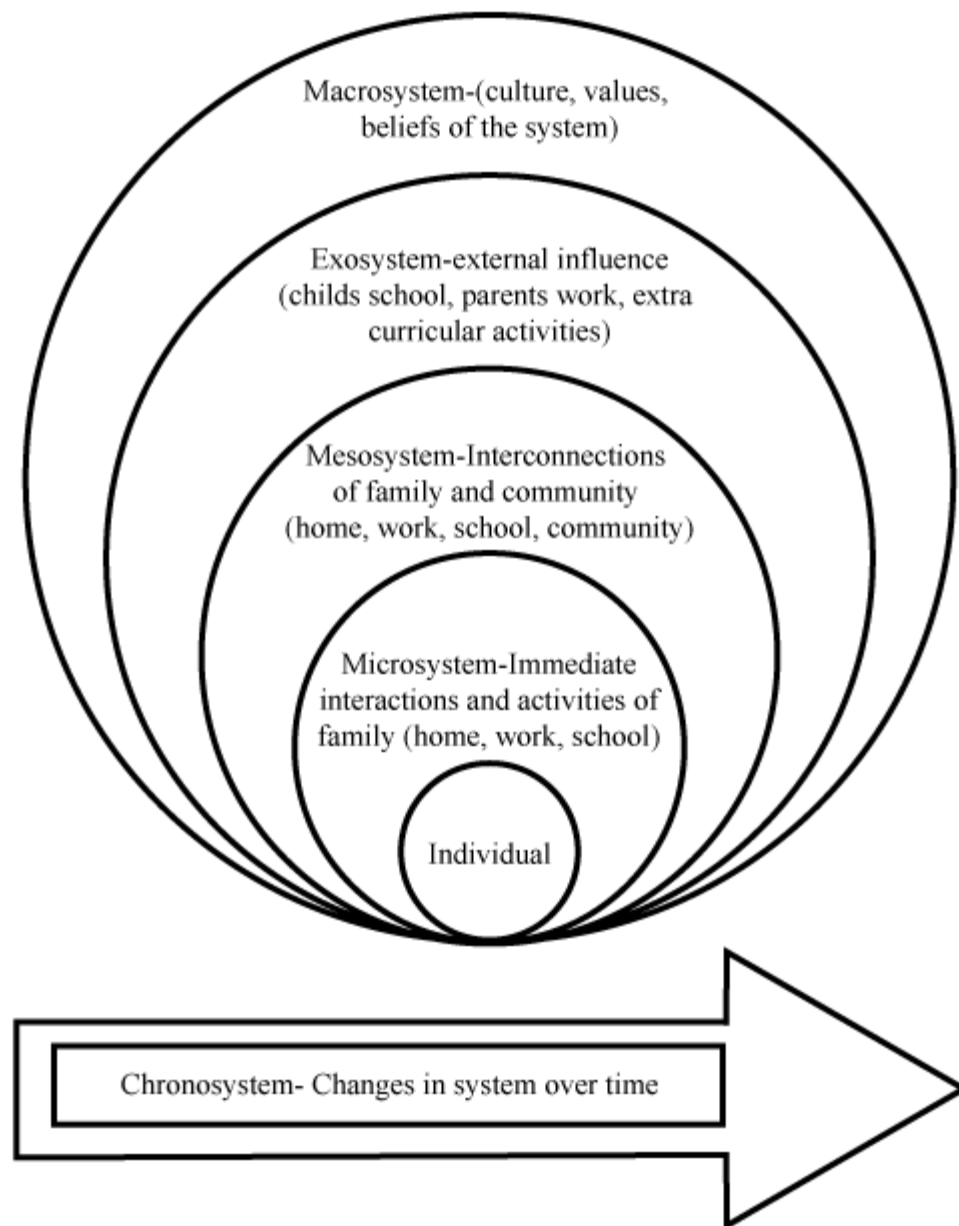 Macrosystem-(culture, values,
beliefs of the system)
Exosystem-external influence
(childs school, parents work, extra
curricular activities)
Mesosystem-Interconnections
of family and community
(home, work, school, community)
Microsystem-Immediate
interactions and activities of
family (home, work, school)
Individual
Chronosystem- Changes in system over time